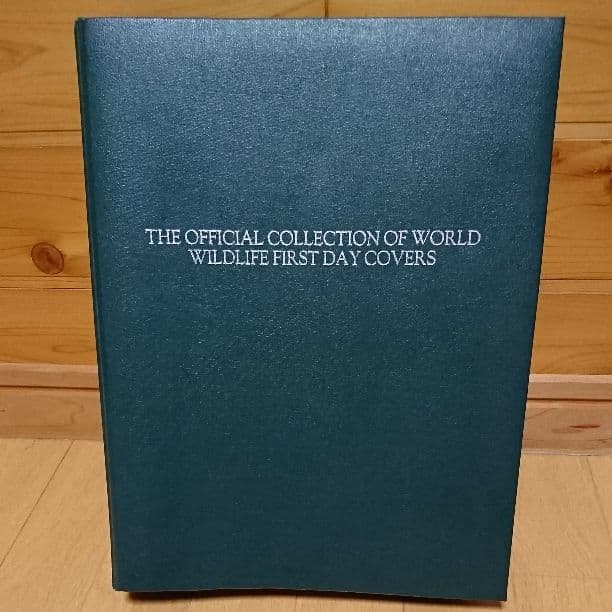 THE OFFICIAL COLLECTION OF WORLD
WILDLIFE FIRST DAY COVERS